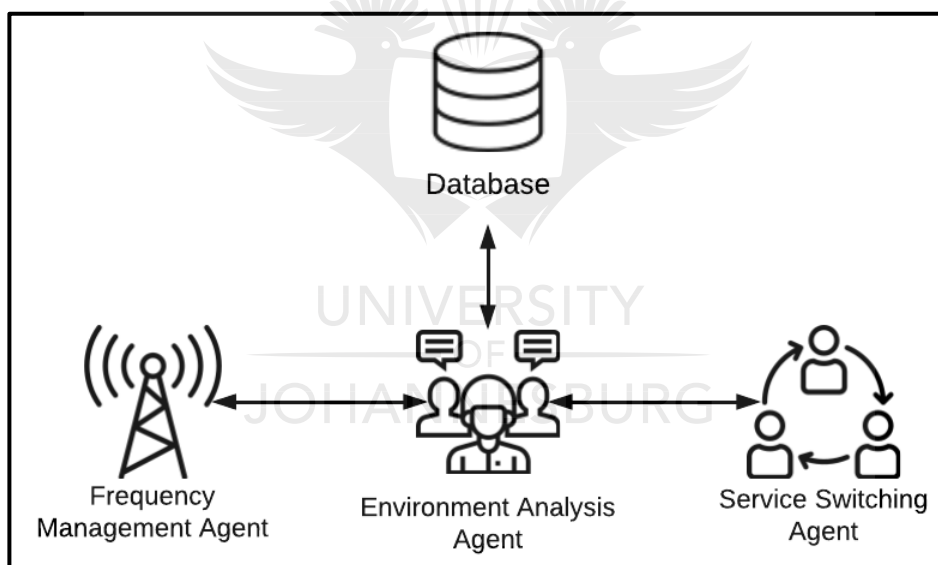 Database
UNIVERSITY
OF
JOHANNESBURG
Frequency
Management Agent
Environment Analysis
Agent
Service Switching
Agent